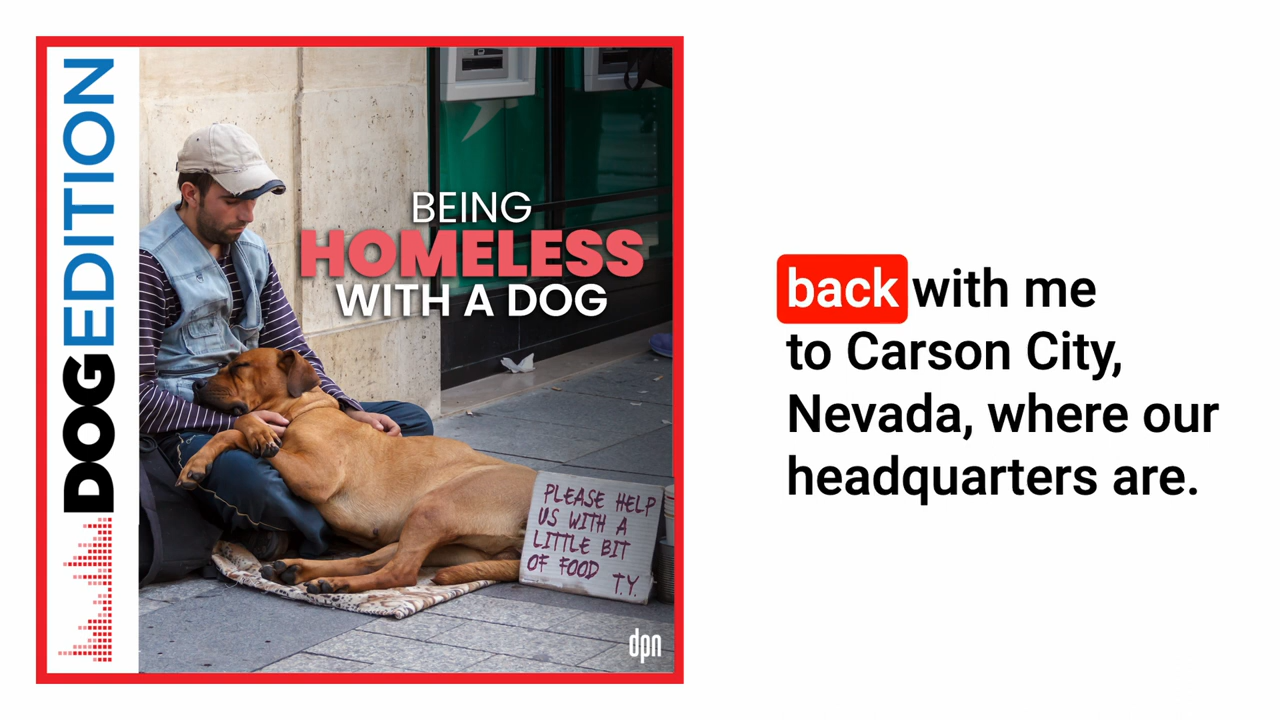 DOGEDITION
BEING
HOMELESS
WITH A DOG
PLEASE HELP
US WITH A
LITTLE BIT
OF FOOD
T.Y.
dpn
back with me
to Carson City,
Nevada, where our
headquarters are.